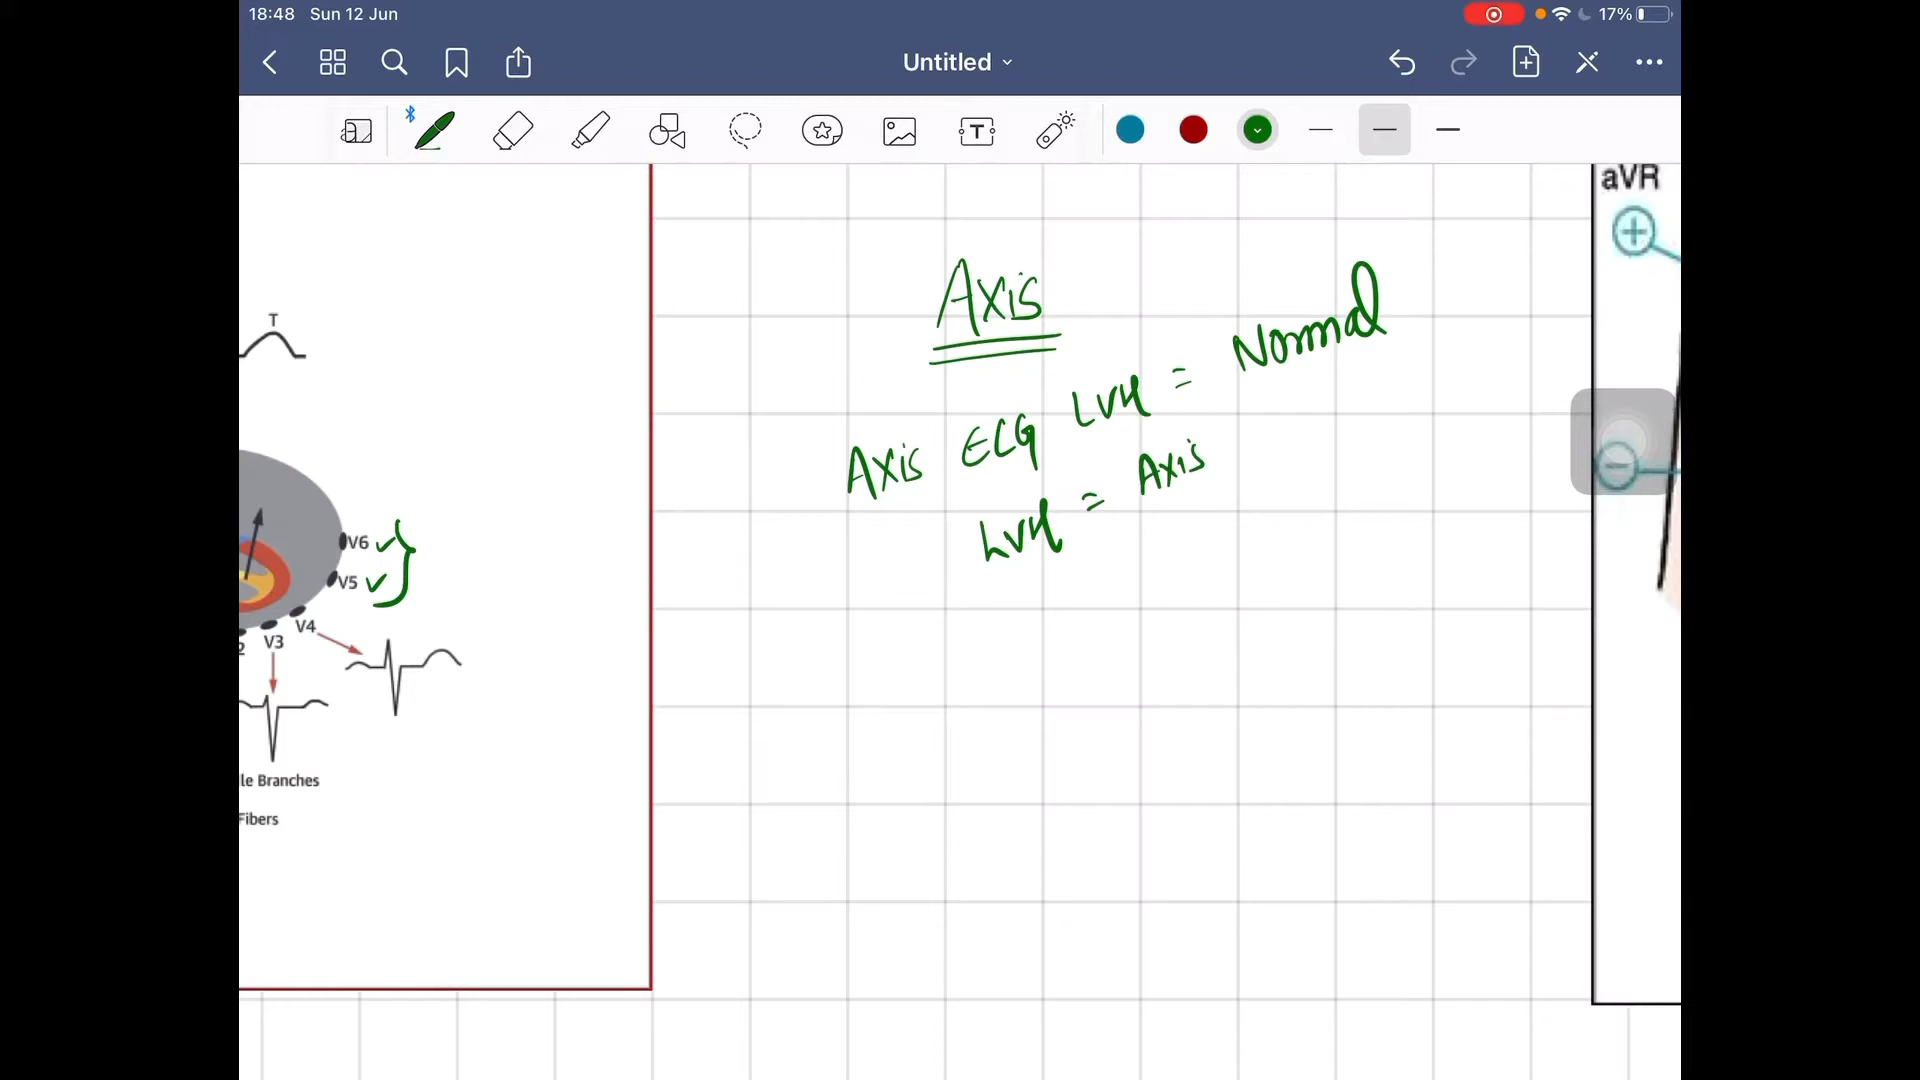 18:48 Sun 12 Jun
17%
Untitled
T
aVR
Axis
Axis ECG LVH = Normal
LVH = Axis
V6
V5
V4
V3
2
le Branches
Fibers